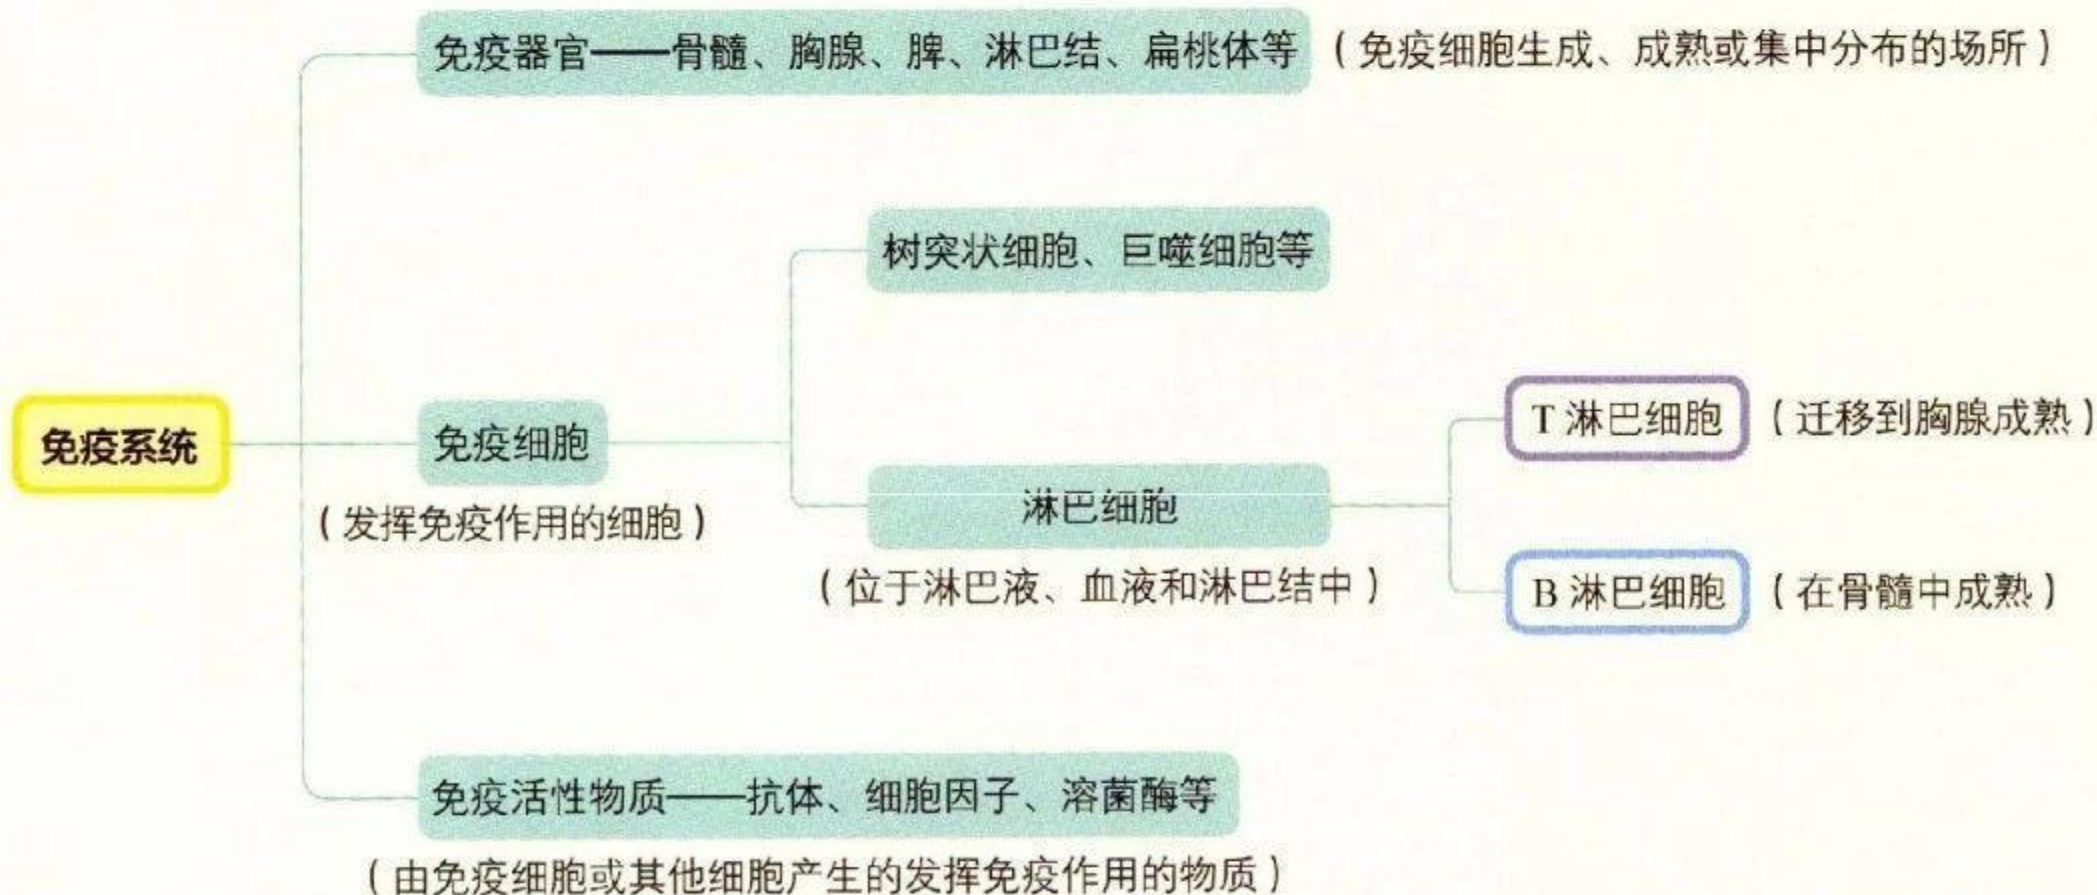 免疫器官——骨髓、胸腺、脾、淋巴结、扁桃体等（免疫细胞生成、成熟或集中分布的场所）
树突状细胞、巨噬细胞等
T 淋巴细胞（迁移到胸腺成熟）
免疫系统
免疫细胞
（发挥免疫作用的细胞）
淋巴细胞
（位于淋巴液、血液和淋巴结中）
B 淋巴细胞（在骨髓中成熟）
免疫活性物质——抗体、细胞因子、溶菌酶等
（由免疫细胞或其他细胞产生的发挥免疫作用的物质）